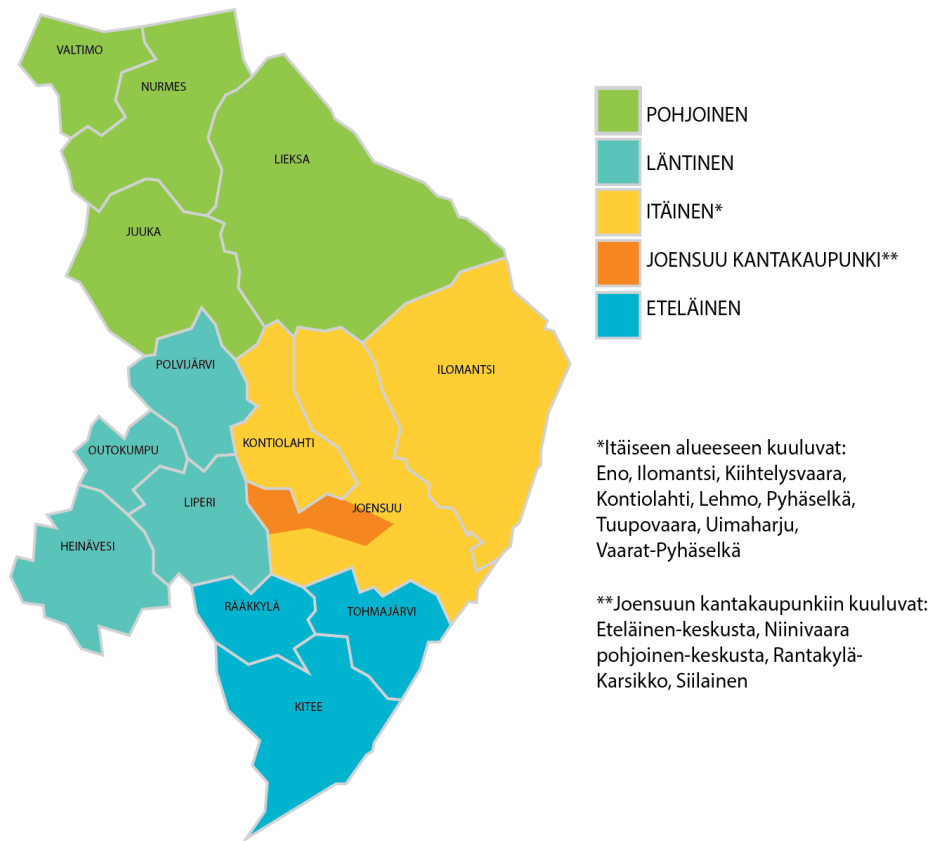 VALTIMO
NURMES
LIEKSA
JUUKA
POLVIJÄRVI
ILOMANTSI
KONTIOLAHTI
OUTOKUMPU
LIPERI
JOENSUU
HEINÄVESI
RÄÄKKYLÄ
TOHMAJÄRVI
KITEE
POHJOINEN
LÄNTINEN
ITÄINEN*
JOENSUU KANTAKAUPUNKI**
ETELÄINEN
*Itäiseen alueeseen kuuluvat:
Eno, Ilomantsi, Kiihtelysvaara,
Kontiolahti, Lehmo, Pyhäselkä,
Tuupovaara, Uimaharju,
Vaarat-Pyhäselkä
**Joensuun kantakaupunkiin kuuluvat:
Eteläinen-keskusta, Niinivaara
pohjoinen-keskusta, Rantakylä-
Karsikko, Siilainen